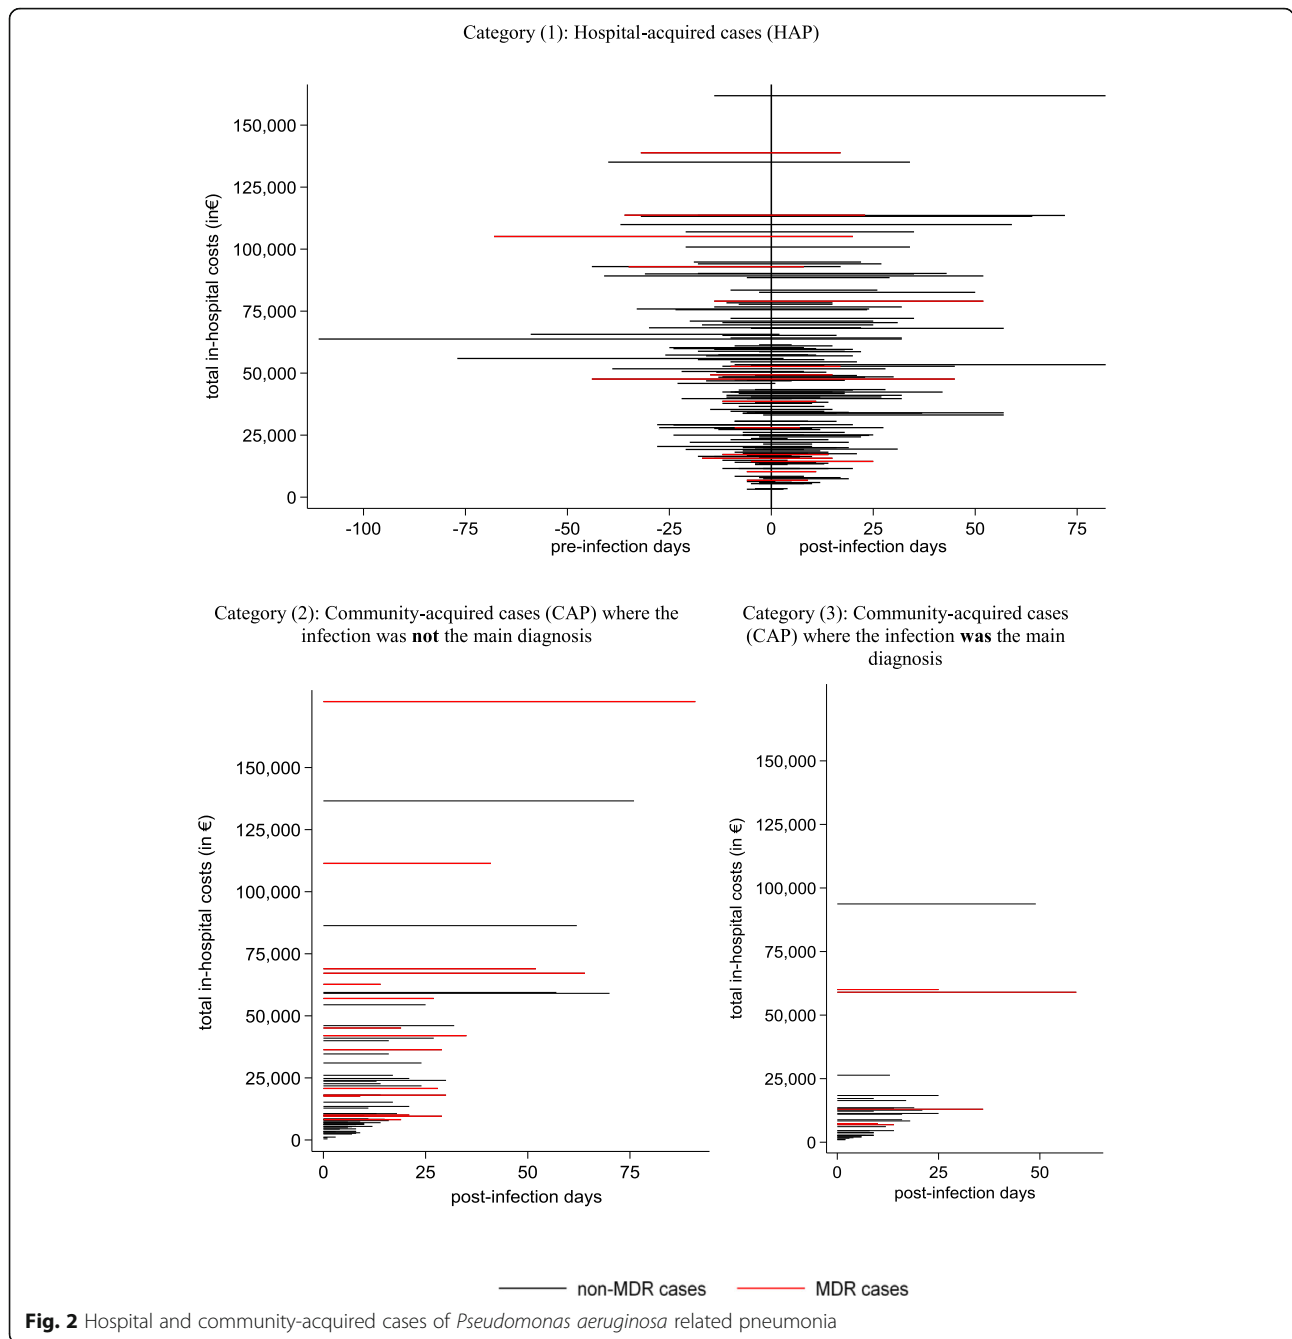 Category (1): Hospital-acquired cases (HAP)
total in-hospital costs (in€)
150,000
125,000
100,000
75,000
50,000
25,000
0
-100 -75 -50 -25 0 25 50 75
pre-infection days post-infection days
Category (2): Community-acquired cases (CAP) where the
infection was not the main diagnosis
total in-hospital costs (in €)
150,000
125,000
100,000
75,000
50,000
25,000
0
0 25 50 75
post-infection days
Category (3): Community-acquired cases
(CAP) where the infection was the main
diagnosis
total in-hospital costs (in €)
150,000
125,000
100,000
75,000
50,000
25,000
0
0 25 50
post-infection days
non-MDR cases MDR cases
Fig. 2 Hospital and community-acquired cases of Pseudomonas aeruginosa related pneumonia